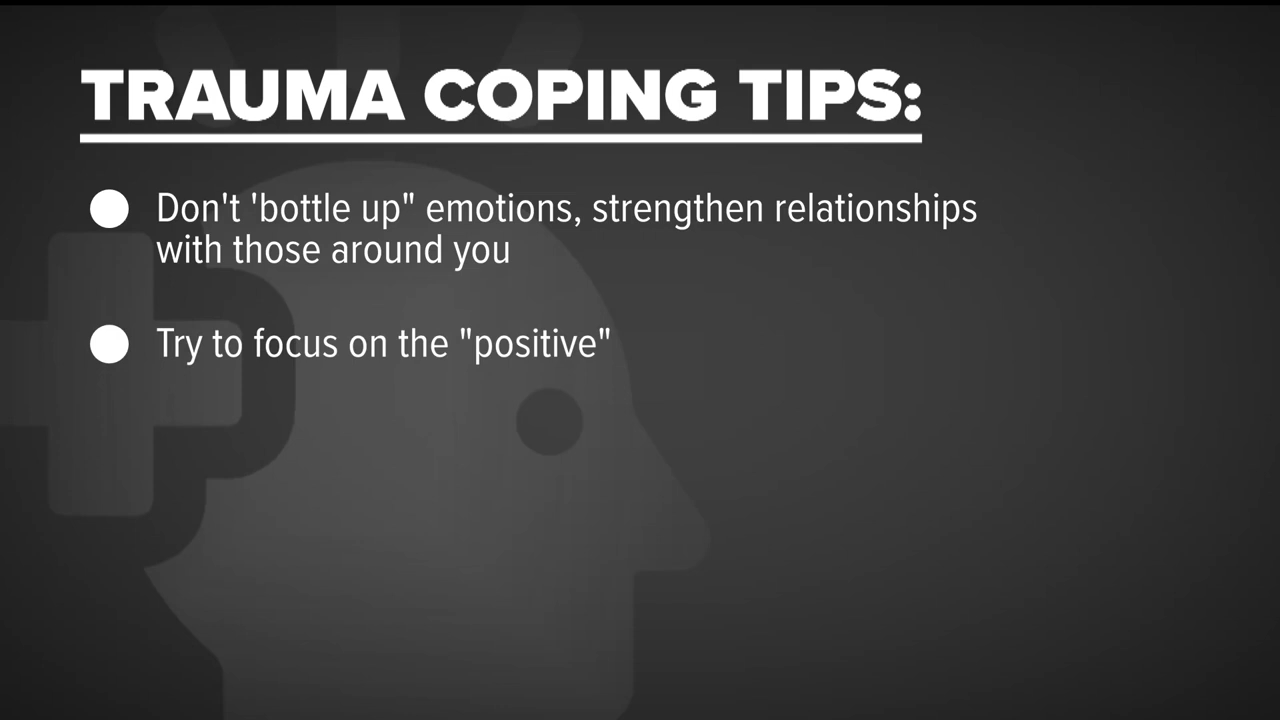 TRAUMA COPING TIPS:
Don't 'bottle up" emotions, strengthen relationships
with those around you
Try to focus on the "positive"